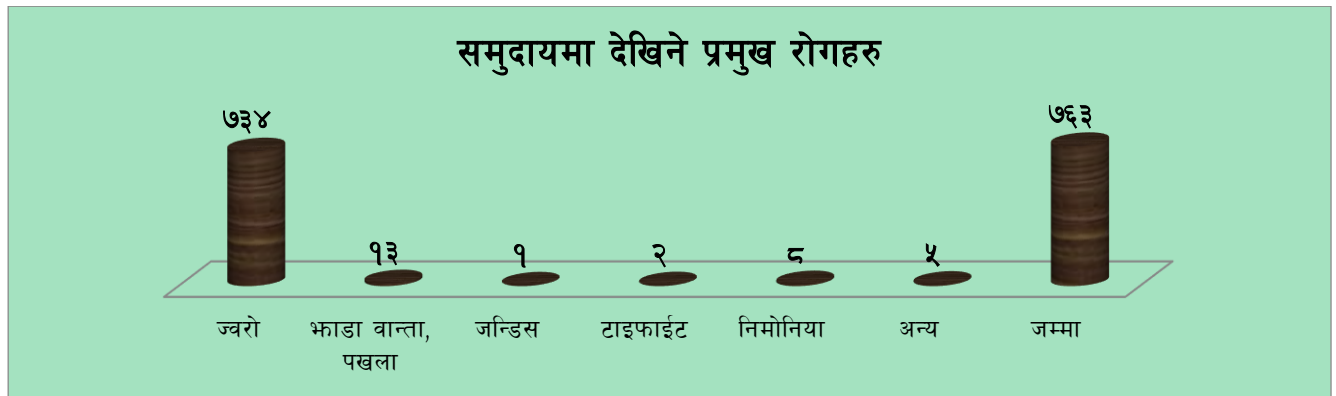 समुदायमा देखिने प्रमुख रोगहरु
७३४
१३
१
२
८
५
७६३
ज्वरो
झाडा वान्ता,
पखला
जन्डिस
टाइफाईट
निमोनिया
अन्य
जम्मा